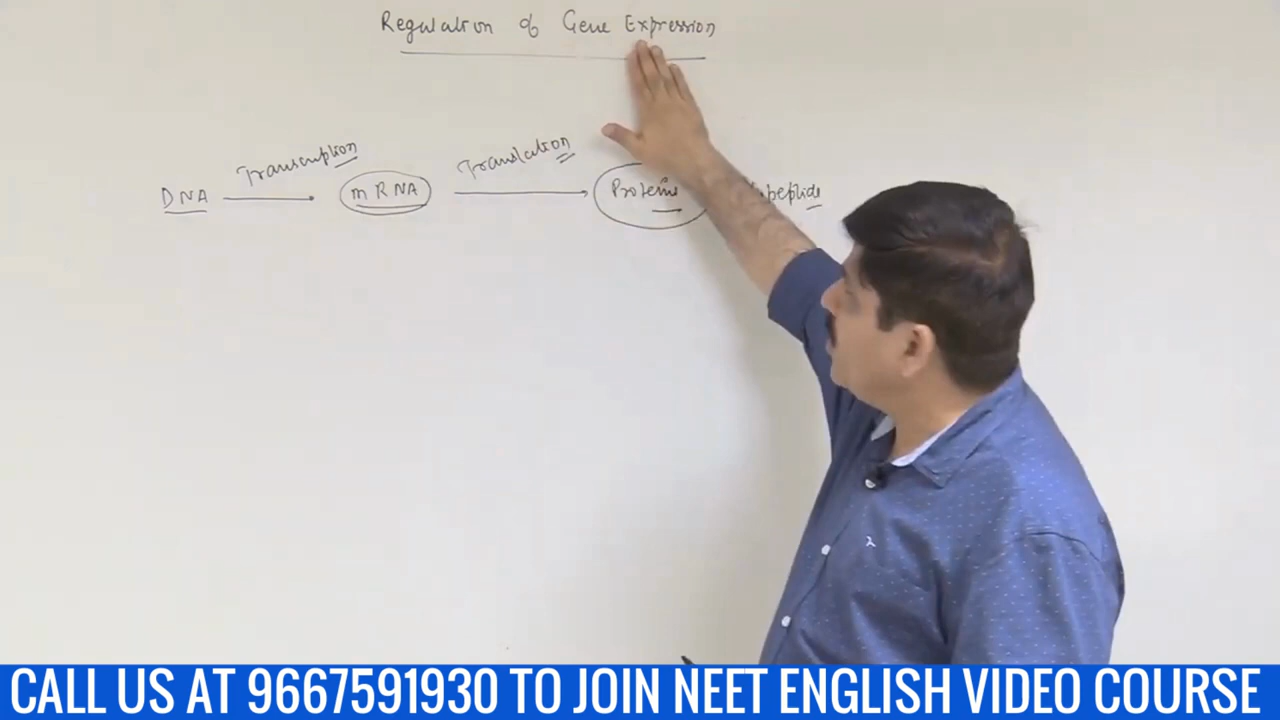 Regulation of Gene Expression
Transcription Translation
DNA mRNA Proteins peptide
CALL US AT 9667591930 TO JOIN NEET ENGLISH VIDEO COURSE